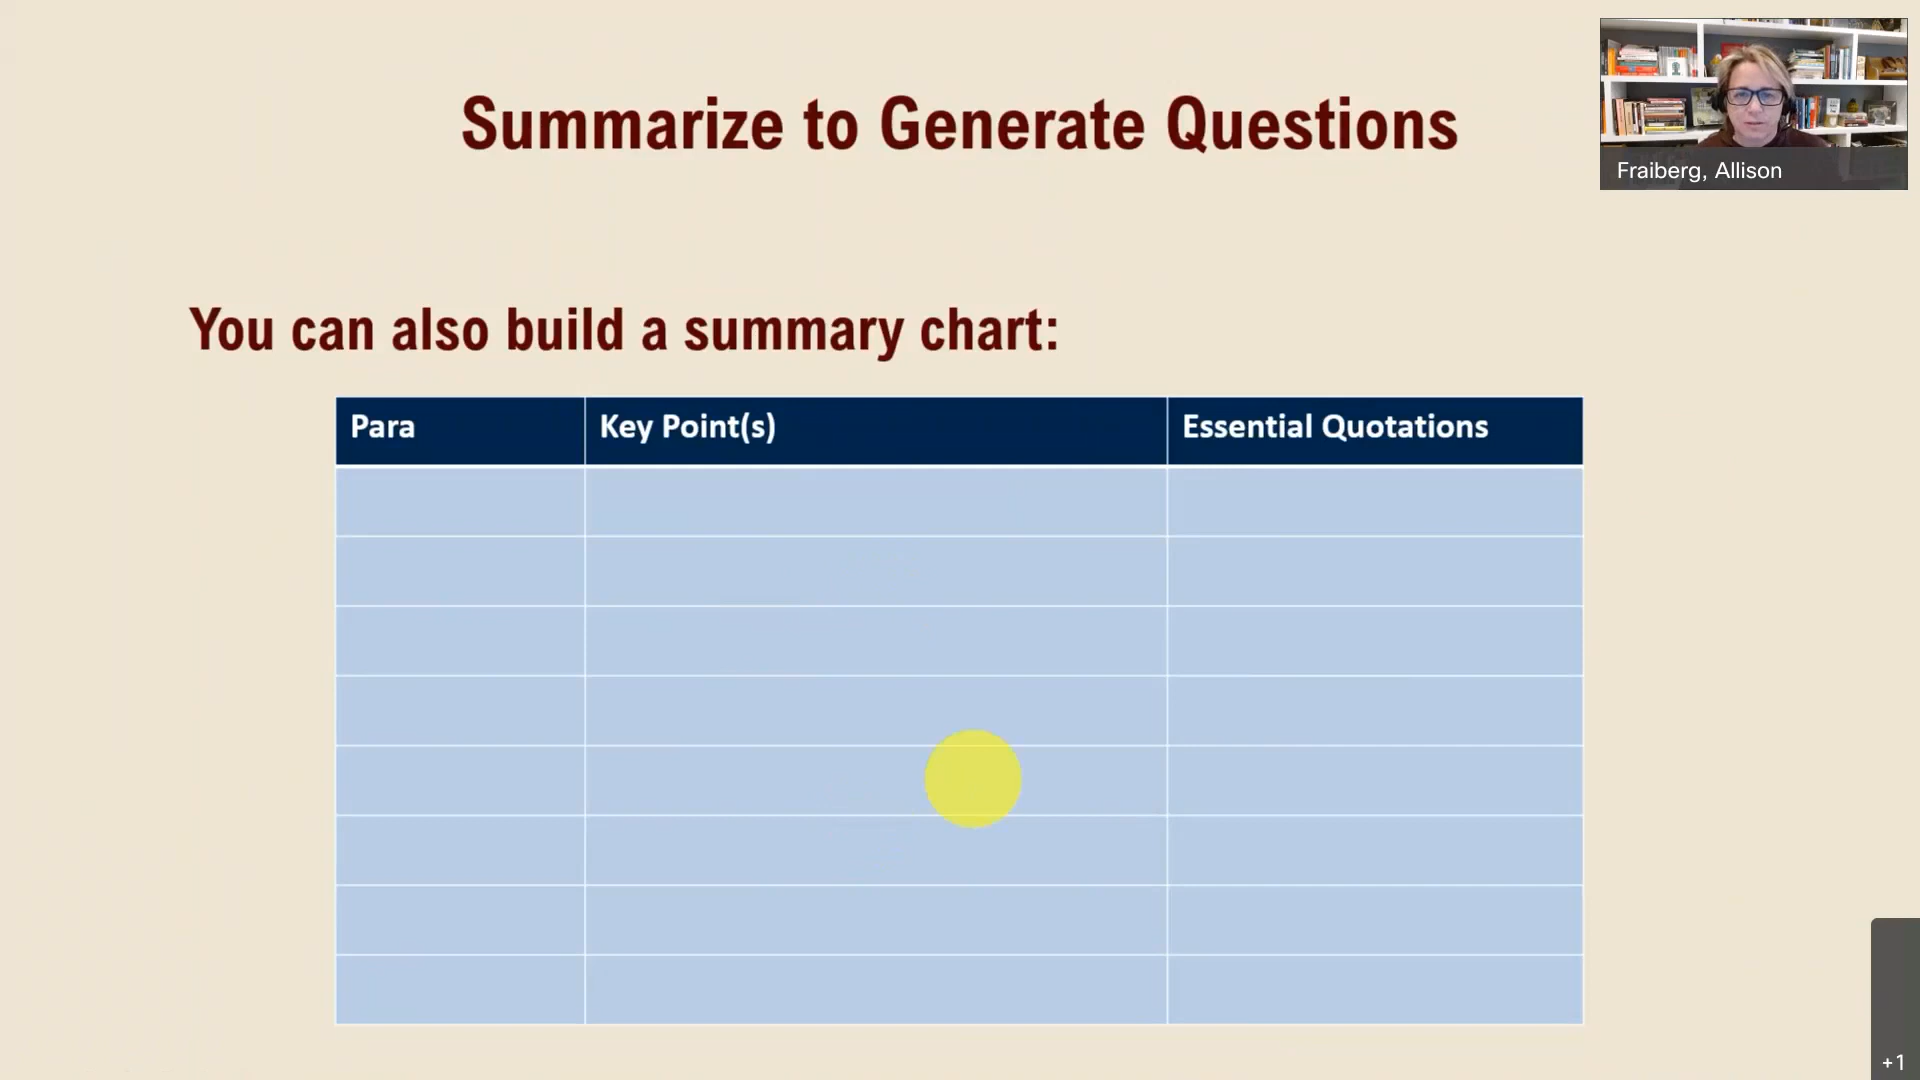 Summarize to Generate Questions
Fraiberg, Allison
You can also build a summary chart:
Para
Key Point(s)
Essential Quotations
+1